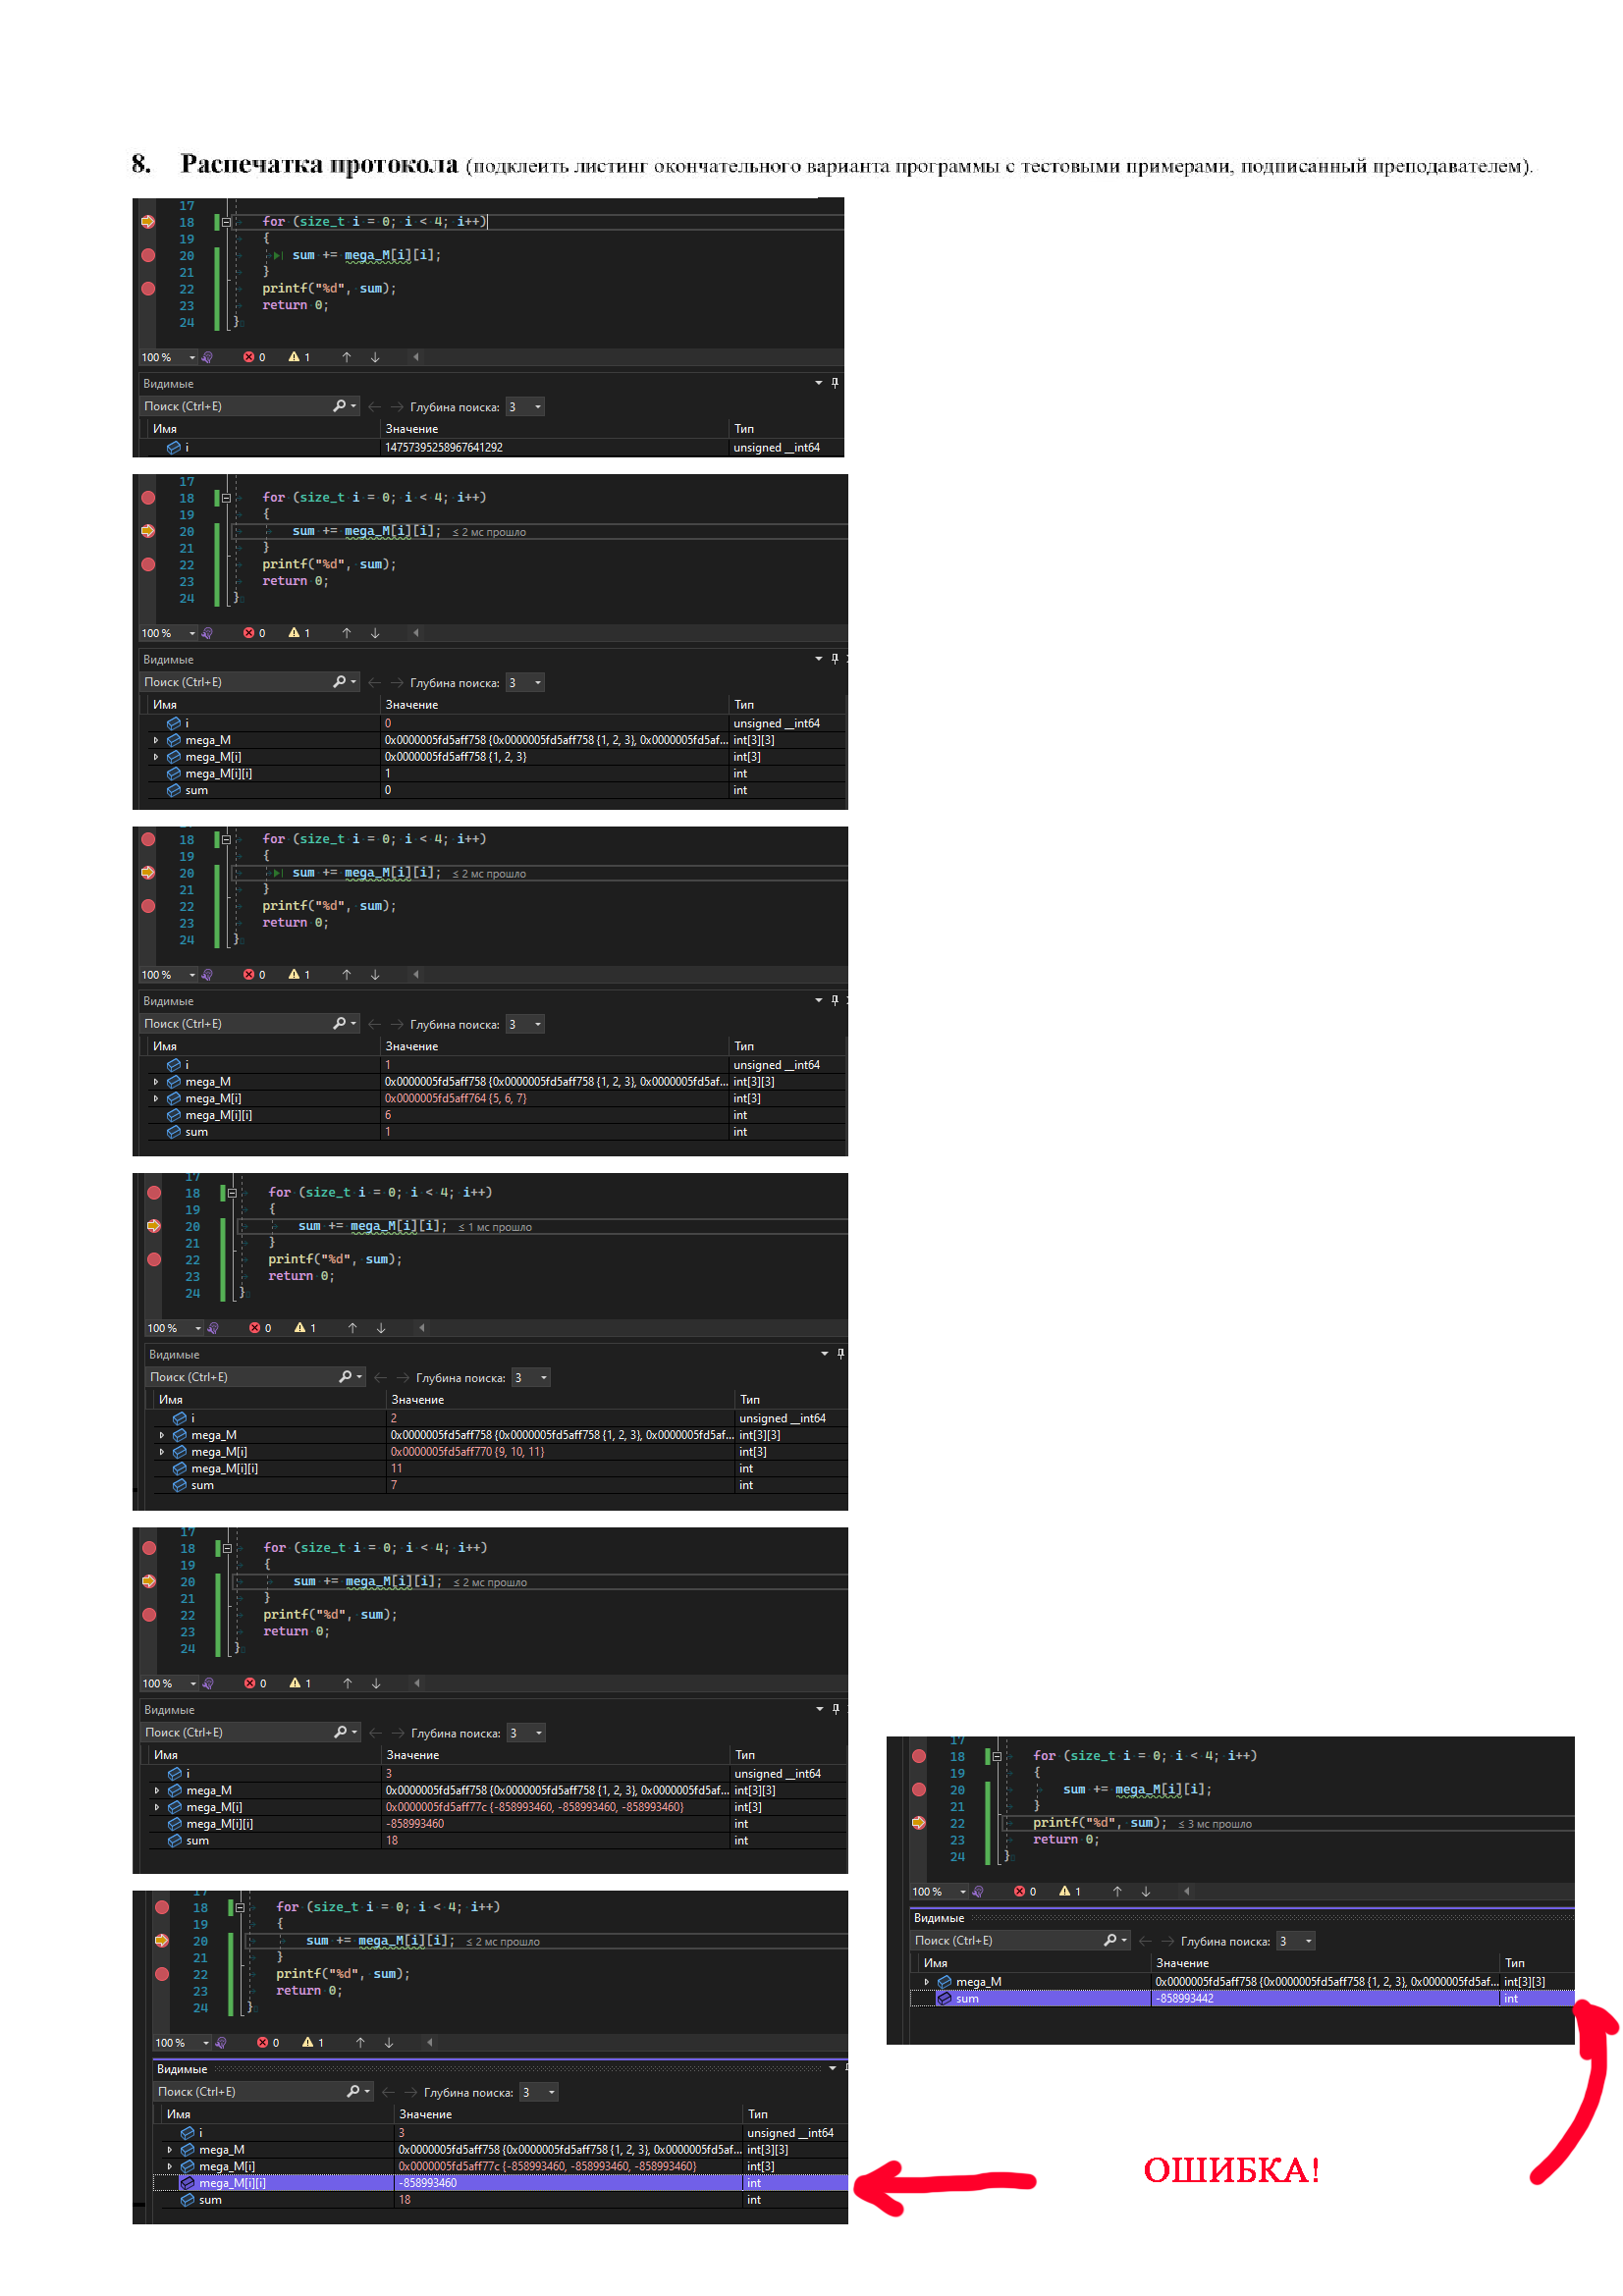 8. Распечатка протокола (подклеить листинг окончательного варианта программы с тестовыми примерами, подписанный преподавателем).
17
18 for (size_t i = 0; i < 4; i++)
19 {
20 sum += mega_M[i][i];
21 }
22 printf("%d", sum);
23 return 0;
24 }
100 % 0 1
Видимые
Поиск (Ctrl+E) Глубина поиска: 3
Имя Значение Тип
i 14757395258967641292 unsigned __int64
17
18 for (size_t i = 0; i < 4; i++)
19 {
20 sum += mega_M[i][i]; ≤ 2 мс прошло
21 }
22 printf("%d", sum);
23 return 0;
24 }
100 % 0 1
Видимые
Поиск (Ctrl+E) Глубина поиска: 3
Имя Значение Тип
i 0 unsigned __int64
mega_M 0x0000005fd5aff758 {0x0000005fd5aff758 {1, 2, 3}, 0x0000005fd5af... int[3][3]
mega_M[i] 0x0000005fd5aff758 {1, 2, 3} int[3]
mega_M[i][i] 1 int
sum 0 int
18 for (size_t i = 0; i < 4; i++)
19 {
20 sum += mega_M[i][i]; ≤ 2 мс прошло
21 }
22 printf("%d", sum);
23 return 0;
24 }
100 % 0 1
Видимые
Поиск (Ctrl+E) Глубина поиска: 3
Имя Значение Тип
i 1 unsigned __int64
mega_M 0x0000005fd5aff758 {0x0000005fd5aff758 {1, 2, 3}, 0x0000005fd5af... int[3][3]
mega_M[i] 0x0000005fd5aff764 {5, 6, 7} int[3]
mega_M[i][i] 6 int
sum 1 int
17
18 for (size_t i = 0; i < 4; i++)
19 {
20 sum += mega_M[i][i]; ≤ 1 мс прошло
21 }
22 printf("%d", sum);
23 return 0;
24 }
100 % 0 1
Видимые
Поиск (Ctrl+E) Глубина поиска: 3
Имя Значение Тип
i 2 unsigned __int64
mega_M 0x0000005fd5aff758 {0x0000005fd5aff758 {1, 2, 3}, 0x0000005fd5af... int[3][3]
mega_M[i] 0x0000005fd5aff770 {9, 10, 11} int[3]
mega_M[i][i] 11 int
sum 7 int
17
18 for (size_t i = 0; i < 4; i++)
19 {
20 sum += mega_M[i][i]; ≤ 2 мс прошло
21 }
22 printf("%d", sum);
23 return 0;
24 }
100 % 0 1
Видимые
Поиск (Ctrl+E) Глубина поиска: 3
Имя Значение Тип
i 3 unsigned __int64
mega_M 0x0000005fd5aff758 {0x0000005fd5aff758 {1, 2, 3}, 0x0000005fd5af... int[3][3]
mega_M[i] 0x0000005fd5aff77c {-858993460, -858993460, -858993460} int[3]
mega_M[i][i] -858993460 int
sum 18 int
17
18 for (size_t i = 0; i < 4; i++)
19 {
20 sum += mega_M[i][i]; ≤ 2 мс прошло
21 }
22 printf("%d", sum);
23 return 0;
24 }
100 % 0 1
Видимые
Поиск (Ctrl+E) Глубина поиска: 3
Имя Значение Тип
i 3 unsigned __int64
mega_M 0x0000005fd5aff758 {0x0000005fd5aff758 {1, 2, 3}, 0x0000005fd5af... int[3][3]
mega_M[i] 0x0000005fd5aff77c {-858993460, -858993460, -858993460} int[3]
mega_M[i][i] -858993460 int
sum 18 int
17
18 for (size_t i = 0; i < 4; i++)
19 {
20 sum += mega_M[i][i];
21 }
22 printf("%d", sum); ≤ 3 мс прошло
23 return 0;
24 }
100 % 0 1
Видимые
Поиск (Ctrl+E) Глубина поиска: 3
Имя Значение Тип
mega_M 0x0000005fd5aff758 {0x0000005fd5aff758 {1, 2, 3}, 0x0000005fd5af... int[3][3]
sum -858993442 int
ОШИБКА!